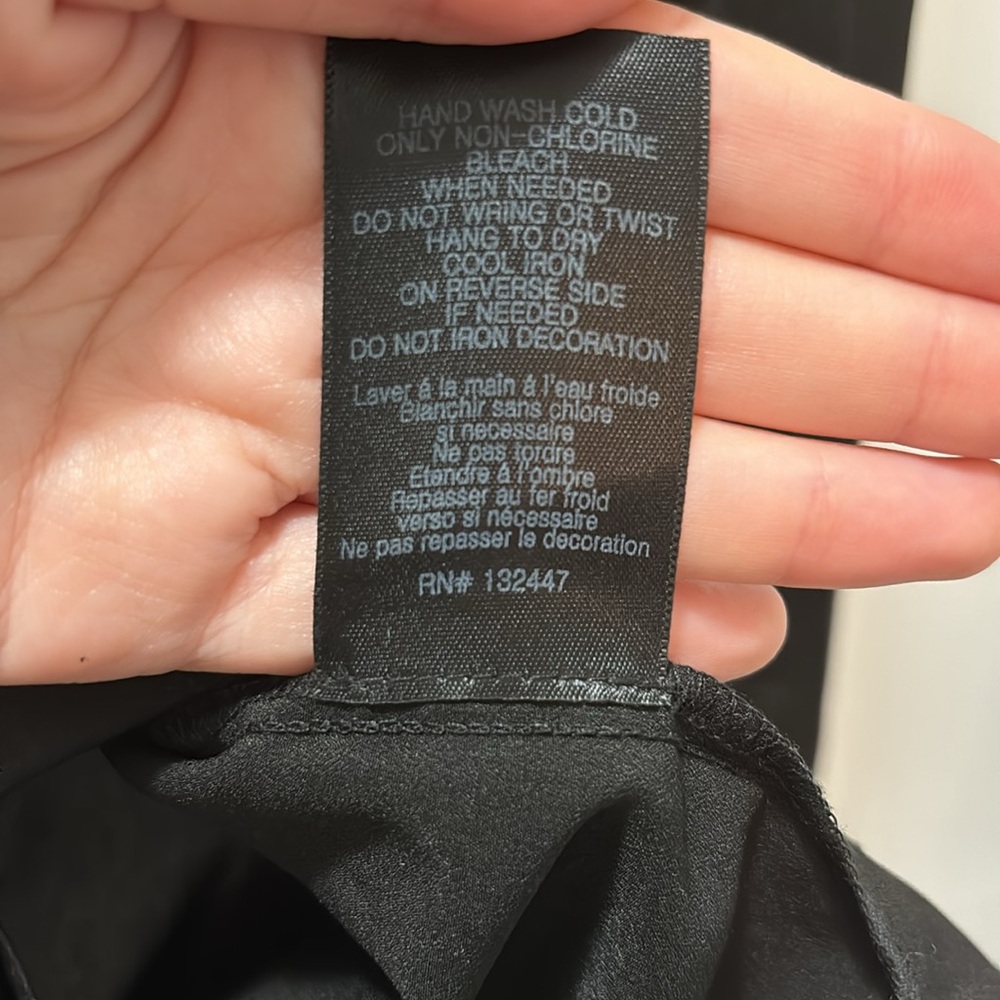 HAND WASH COLD
ONLY NON-CHLORINE
BLEACH
WHEN NEEDED
DO NOT WRING OR TWIST
HANG TO DRY
COOL IRON
ON REVERSE SIDE
IF NEEDED
DO NOT IRON DECORATION
Laver á la main á l'eau froide
Blanchir sans chlore
si necessaire
Ne pas tordre
Etendre à l'ombre
Repasser au fer froid
verso si nécessaire
Ne pas repasser le decoration
RN# 132447